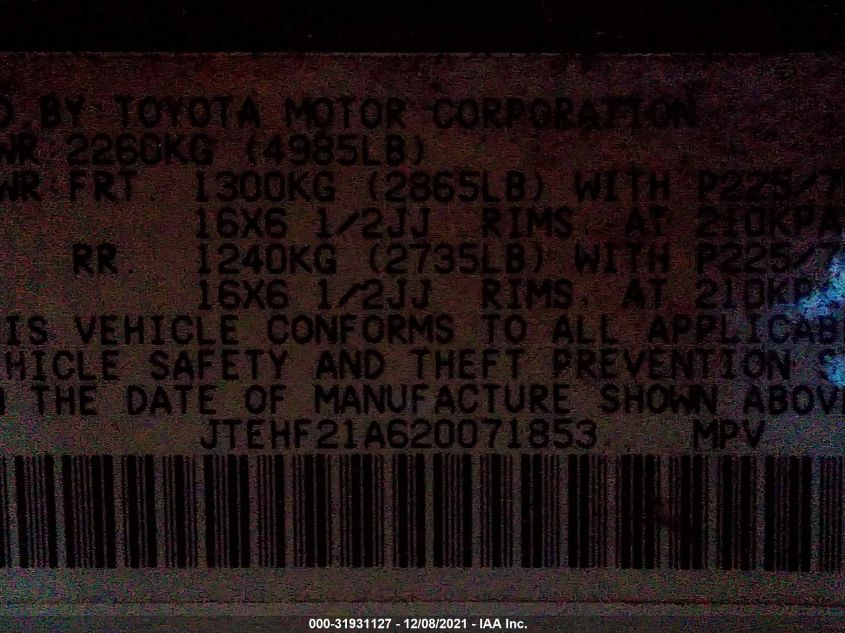 D BY TOYOTA MOTOR CORPORATION
WR 2260KG (4985LB)
WR FRT. 1300KG (2865LB) WITH P225/7
16X6 1/2JJ RIMS, AT 210KPA
RR. 1240KG (2735LB) WITH P225/7
16X6 1/2JJ RIMS, AT 210KPA
IS VEHICLE CONFORMS TO ALL APPLICAB
HICLE SAFETY AND THEFT PREVENTION S
THE DATE OF MANUFACTURE SHOWN ABOV
JTEHF21A620071853 MPV
000-31931127 - 12/08/2021 - IAA Inc.